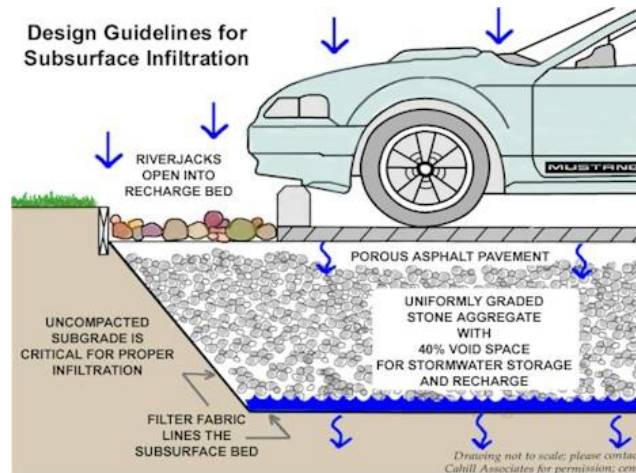 Design Guidelines for
Subsurface Infiltration
RIVERJACKS
OPEN INTO
RECHARGE BED
MUSTANG
POROUS ASPHALT PAVEMENT
UNIFORMLY GRADED
STONE AGGREGATE
WITH
40% VOID SPACE
FOR STORMWATER STORAGE
AND RECHARGE
UNCOMPACTED
SUBGRADE IS
CRITICAL FOR PROPER
INFILTRATION
FILTER FABRIC
LINES THE
SUBSURFACE BED
Drawing not to scale; please contac
Cahill Associates for permission; cem